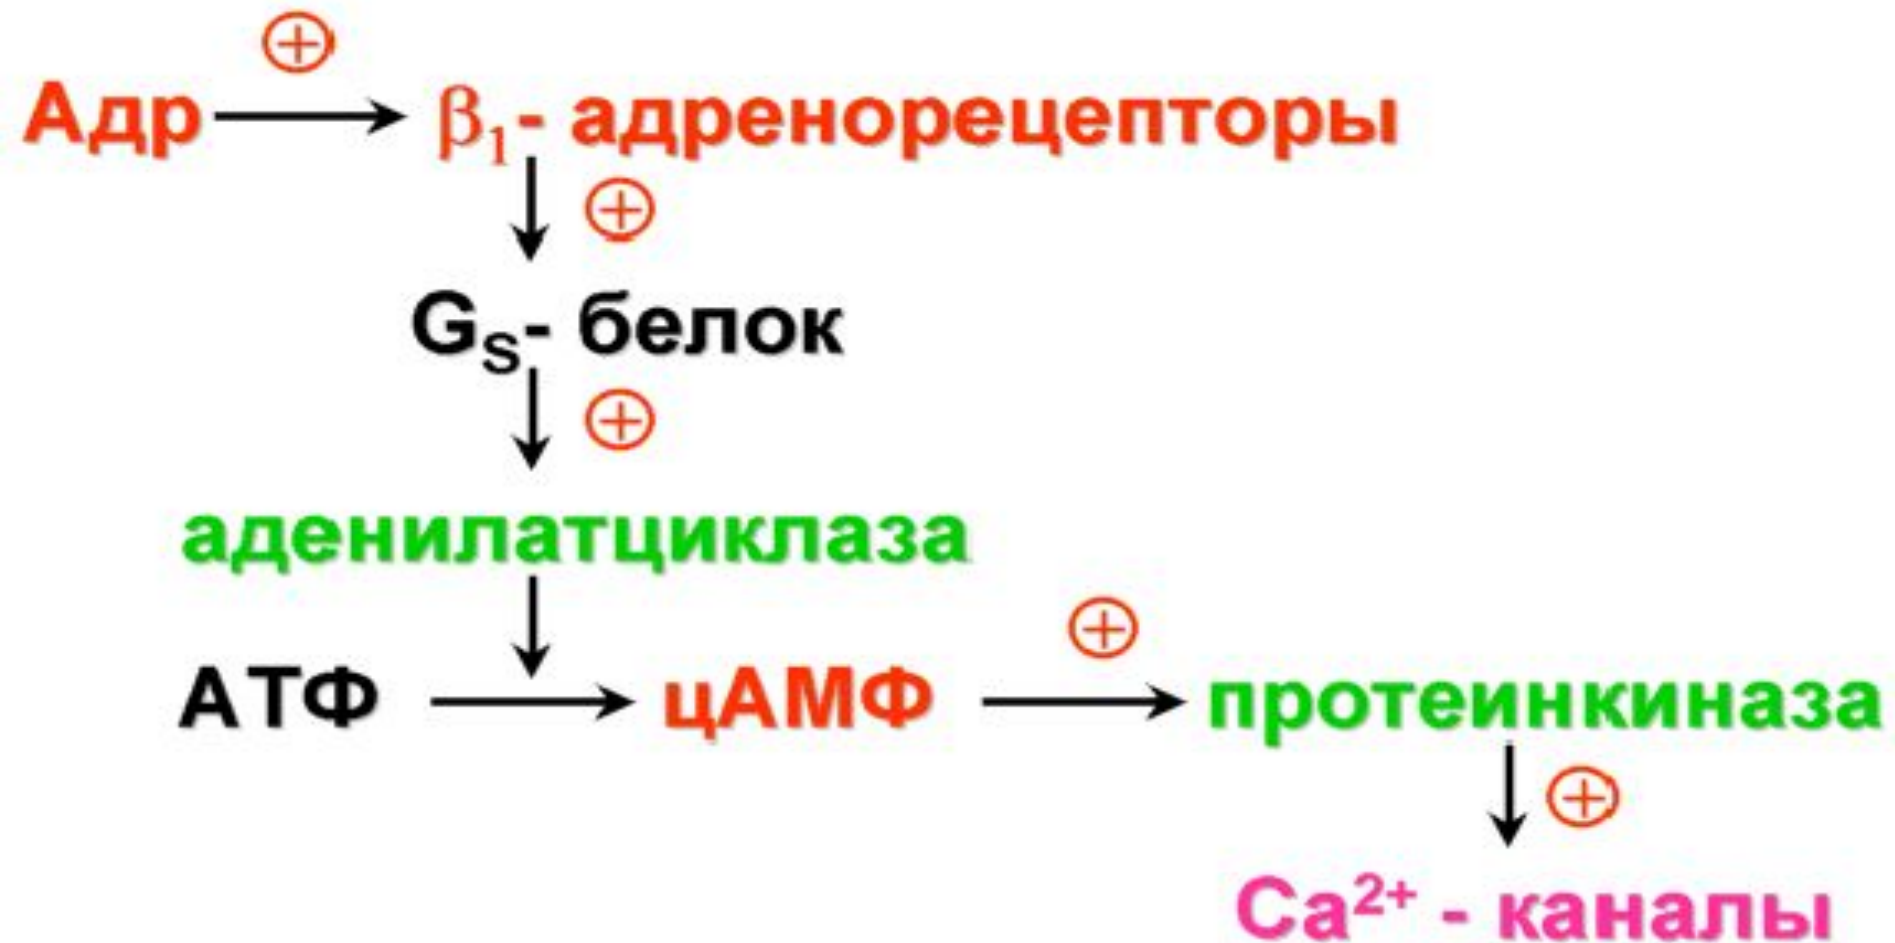 Адр β₁- адренорецепторы
Gₛ- белок
аденилатциклаза
АТФ цАМФ протеинкиназа
Ca²⁺ - каналы